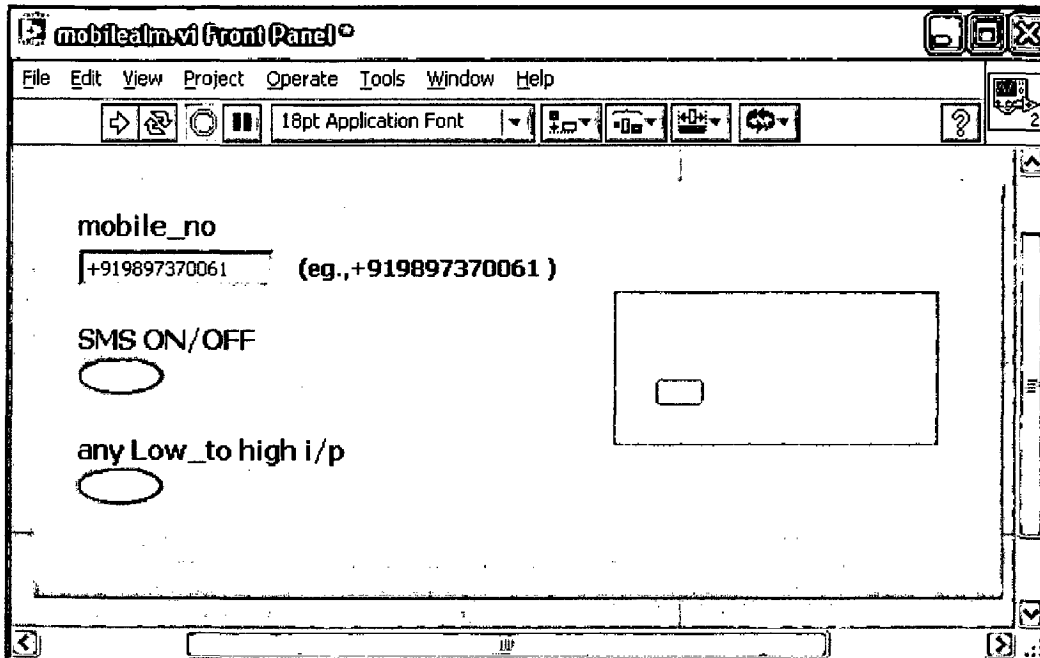 mobilealm.vi Front Panel
File Edit View Project Operate Tools Window Help
18pt Application Font
?
2
mobile_no
+919897370061 (eg.,+919897370061 )
SMS ON/OFF
any Low_to high i/p